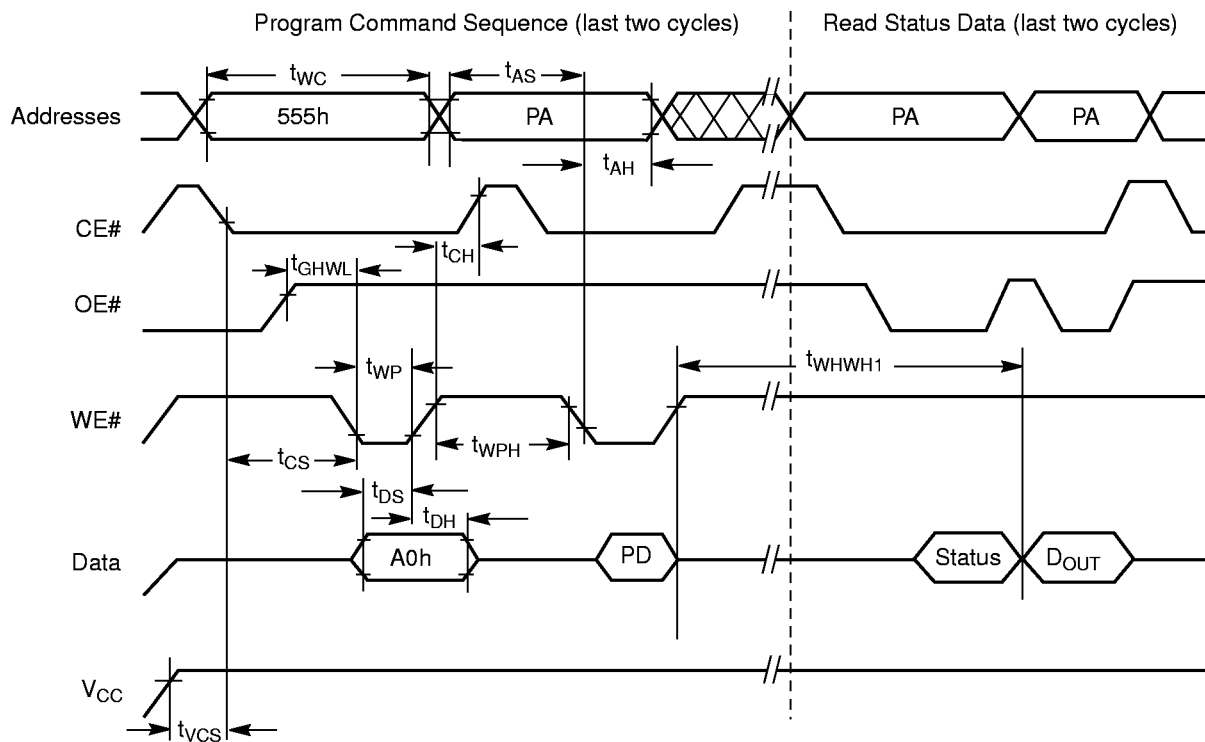 Program Command Sequence (last two cycles)
Read Status Data (last two cycles)
tWC
tAS
Addresses
555h
PA
PA
PA
tAH
CE#
tCH
tGHWL
OE#
tWP
tWHWH1
WE#
tWPH
tCS
tDS
tDH
Data
A0h
PD
Status
DOUT
VCC
tVCS